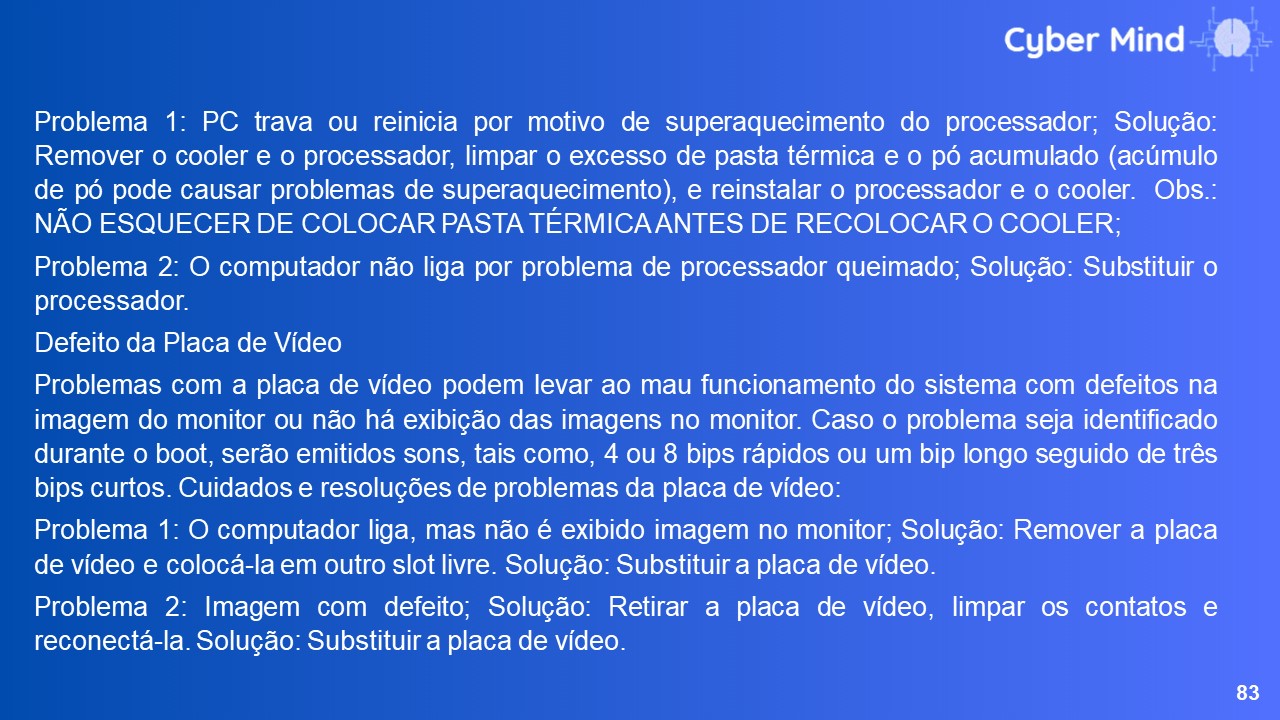 Cyber Mind
Problema 1: PC trava ou reinicia por motivo de superaquecimento do processador; Solução:
Remover o cooler e o processador, limpar o excesso de pasta térmica e o pó acumulado (acúmulo
de pó pode causar problemas de superaquecimento), e reinstalar o processador e o cooler. Obs.:
NÃO ESQUECER DE COLOCAR PASTA TÉRMICA ANTES DE RECOLOCAR O COOLER;
Problema 2: O computador não liga por problema de processador queimado; Solução: Substituir o
processador.
Defeito da Placa de Vídeo
Problemas com a placa de vídeo podem levar ao mau funcionamento do sistema com defeitos na
imagem do monitor ou não há exibição das imagens no monitor. Caso o problema seja identificado
durante o boot, serão emitidos sons, tais como, 4 ou 8 bips rápidos ou um bip longo seguido de três
bips curtos. Cuidados e resoluções de problemas da placa de vídeo:
Problema 1: O computador liga, mas não é exibido imagem no monitor; Solução: Remover a placa
de vídeo e colocá-la em outro slot livre. Solução: Substituir a placa de vídeo.
Problema 2: Imagem com defeito; Solução: Retirar a placa de vídeo, limpar os contatos e
reconectá-la. Solução: Substituir a placa de vídeo.
83